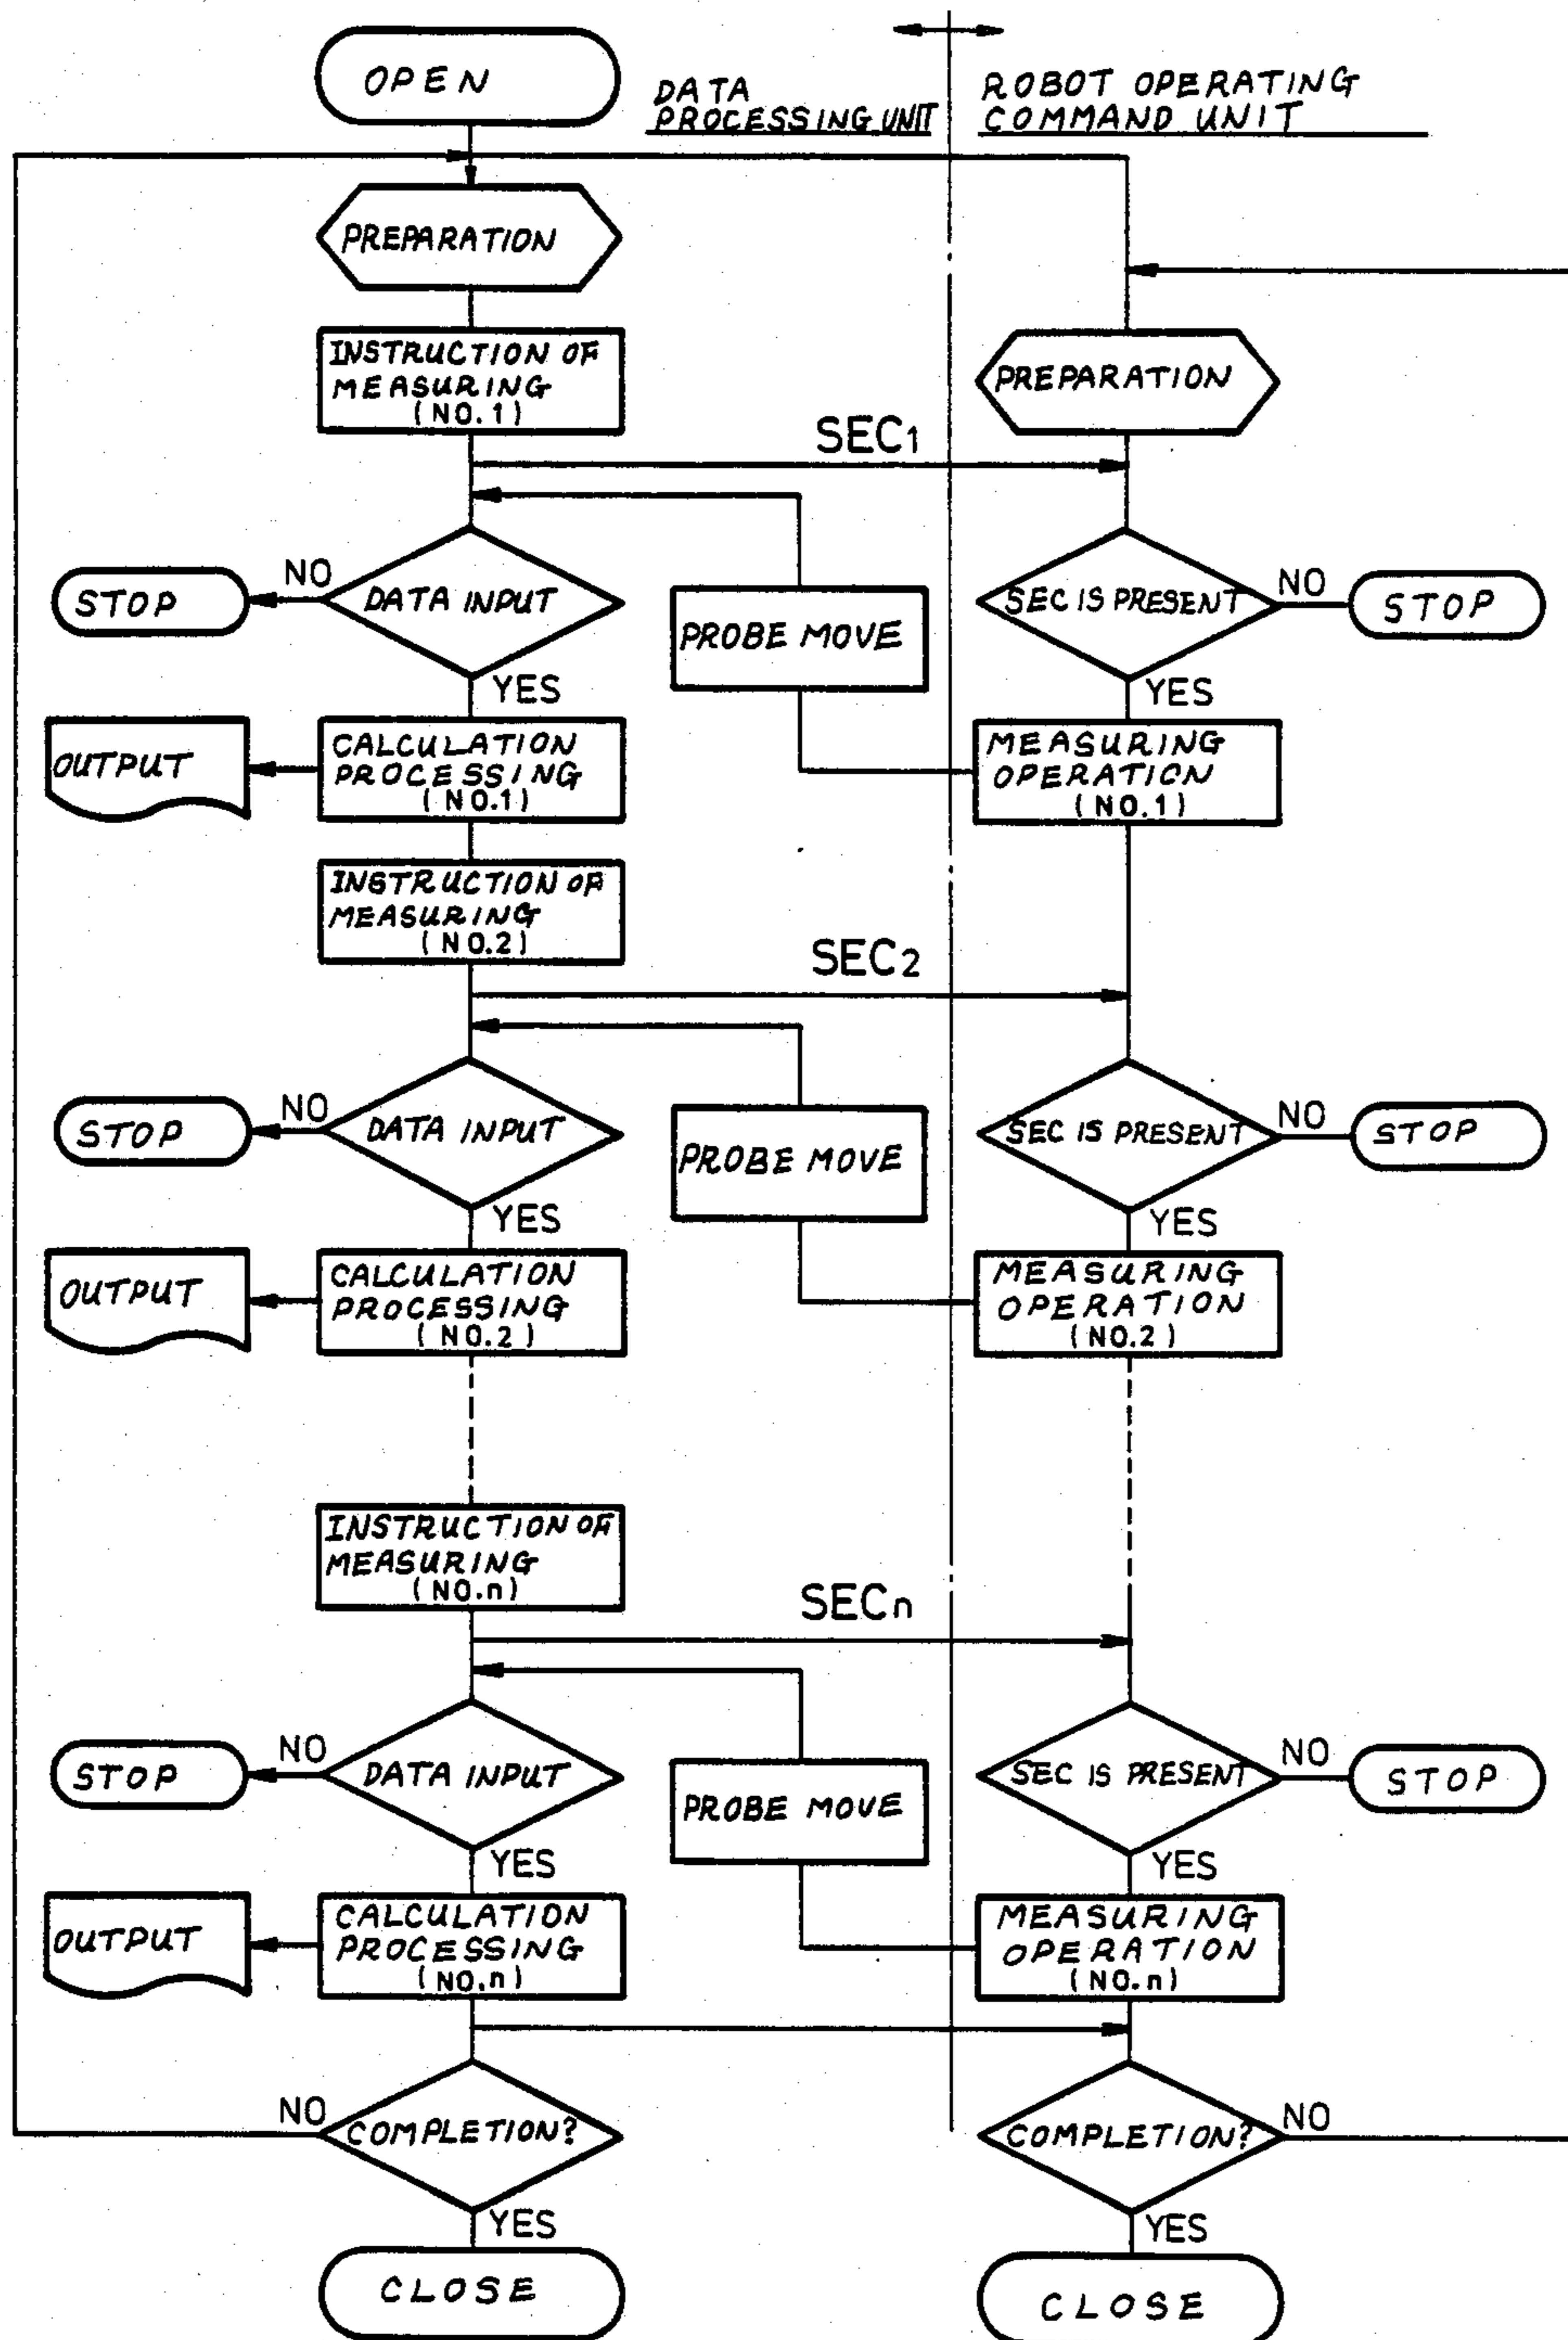 OPEN
DATA
PROCESSING UNIT
ROBOT OPERATING
COMMAND UNIT
PREPARATION
INSTRUCTION OF
MEASURING
(NO.1)
PREPARATION
SEC1
NO
STOP
DATA INPUT
YES
PROBE MOVE
SEC IS PRESENT
NO
STOP
YES
OUTPUT
CALCULATION
PROCESSING
(NO.1)
MEASURING
OPERATION
(NO.1)
INSTRUCTION OF
MEASURING
(NO.2)
SEC2
NO
STOP
DATA INPUT
YES
PROBE MOVE
SEC IS PRESENT
NO
STOP
YES
OUTPUT
CALCULATION
PROCESSING
(NO.2)
MEASURING
OPERATION
(NO.2)
INSTRUCTION OF
MEASURING
(NO.n)
SECn
NO
STOP
DATA INPUT
YES
PROBE MOVE
SEC IS PRESENT
NO
STOP
YES
OUTPUT
CALCULATION
PROCESSING
(NO.n)
MEASURING
OPERATION
(NO.n)
NO
COMPLETION?
YES
COMPLETION?
NO
YES
CLOSE
CLOSE